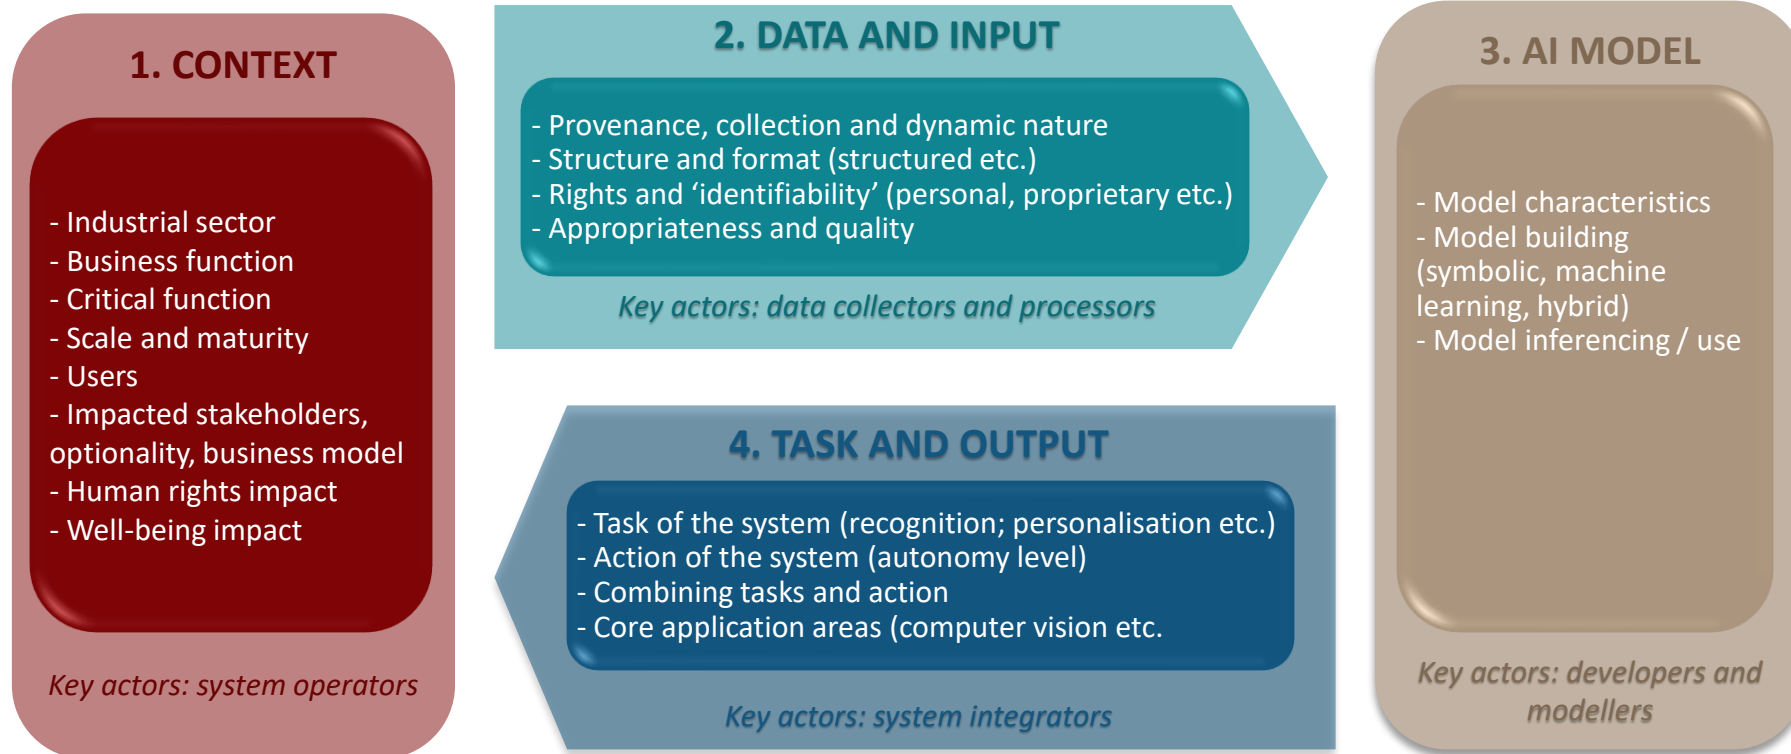 1. CONTEXT
- Industrial sector
- Business function
- Critical function
- Scale and maturity
- Users
- Impacted stakeholders,
optionality, business model
- Human rights impact
- Well-being impact
Key actors: system operators
2. DATA AND INPUT
- Provenance, collection and dynamic nature
- Structure and format (structured etc.)
- Rights and ‘identifiability’ (personal, proprietary etc.)
- Appropriateness and quality
Key actors: data collectors and processors
3. AI MODEL
- Model characteristics
- Model building
(symbolic, machine
learning, hybrid)
- Model inferencing / use
Key actors: developers and
modellers
4. TASK AND OUTPUT
- Task of the system (recognition; personalisation etc.)
- Action of the system (autonomy level)
- Combining tasks and action
- Core application areas (computer vision etc.
Key actors: system integrators